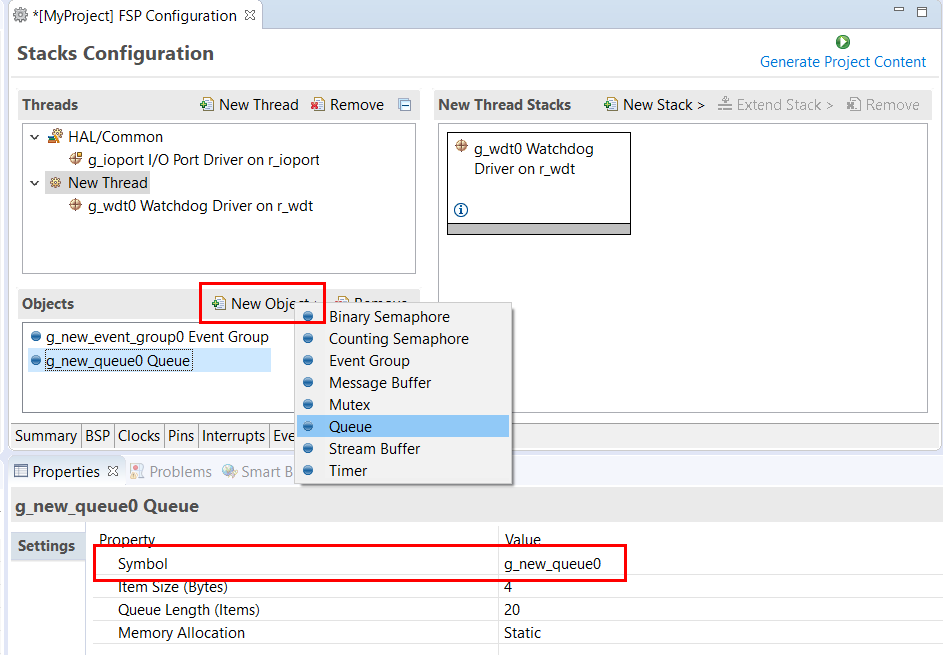 *[MyProject] FSP Configuration
Stacks Configuration
Generate Project Content
Threads New Thread Remove
HAL/Common
g_ioport I/O Port Driver on r_ioport
New Thread
g_wdt0 Watchdog Driver on r_wdt
New Thread Stacks New Stack > Extend Stack > Remove
g_wdt0 Watchdog
Driver on r_wdt
Objects New Object
g_new_event_group0 Event Group
g_new_queue0 Queue
Binary Semaphore
Counting Semaphore
Event Group
Message Buffer
Mutex
Queue
Stream Buffer
Timer
Summary BSP Clocks Pins Interrupts Eve
Properties Problems Smart B
g_new_queue0 Queue
Settings
Property Value
Symbol g_new_queue0
Item Size (Bytes) 4
Queue Length (Items) 20
Memory Allocation Static